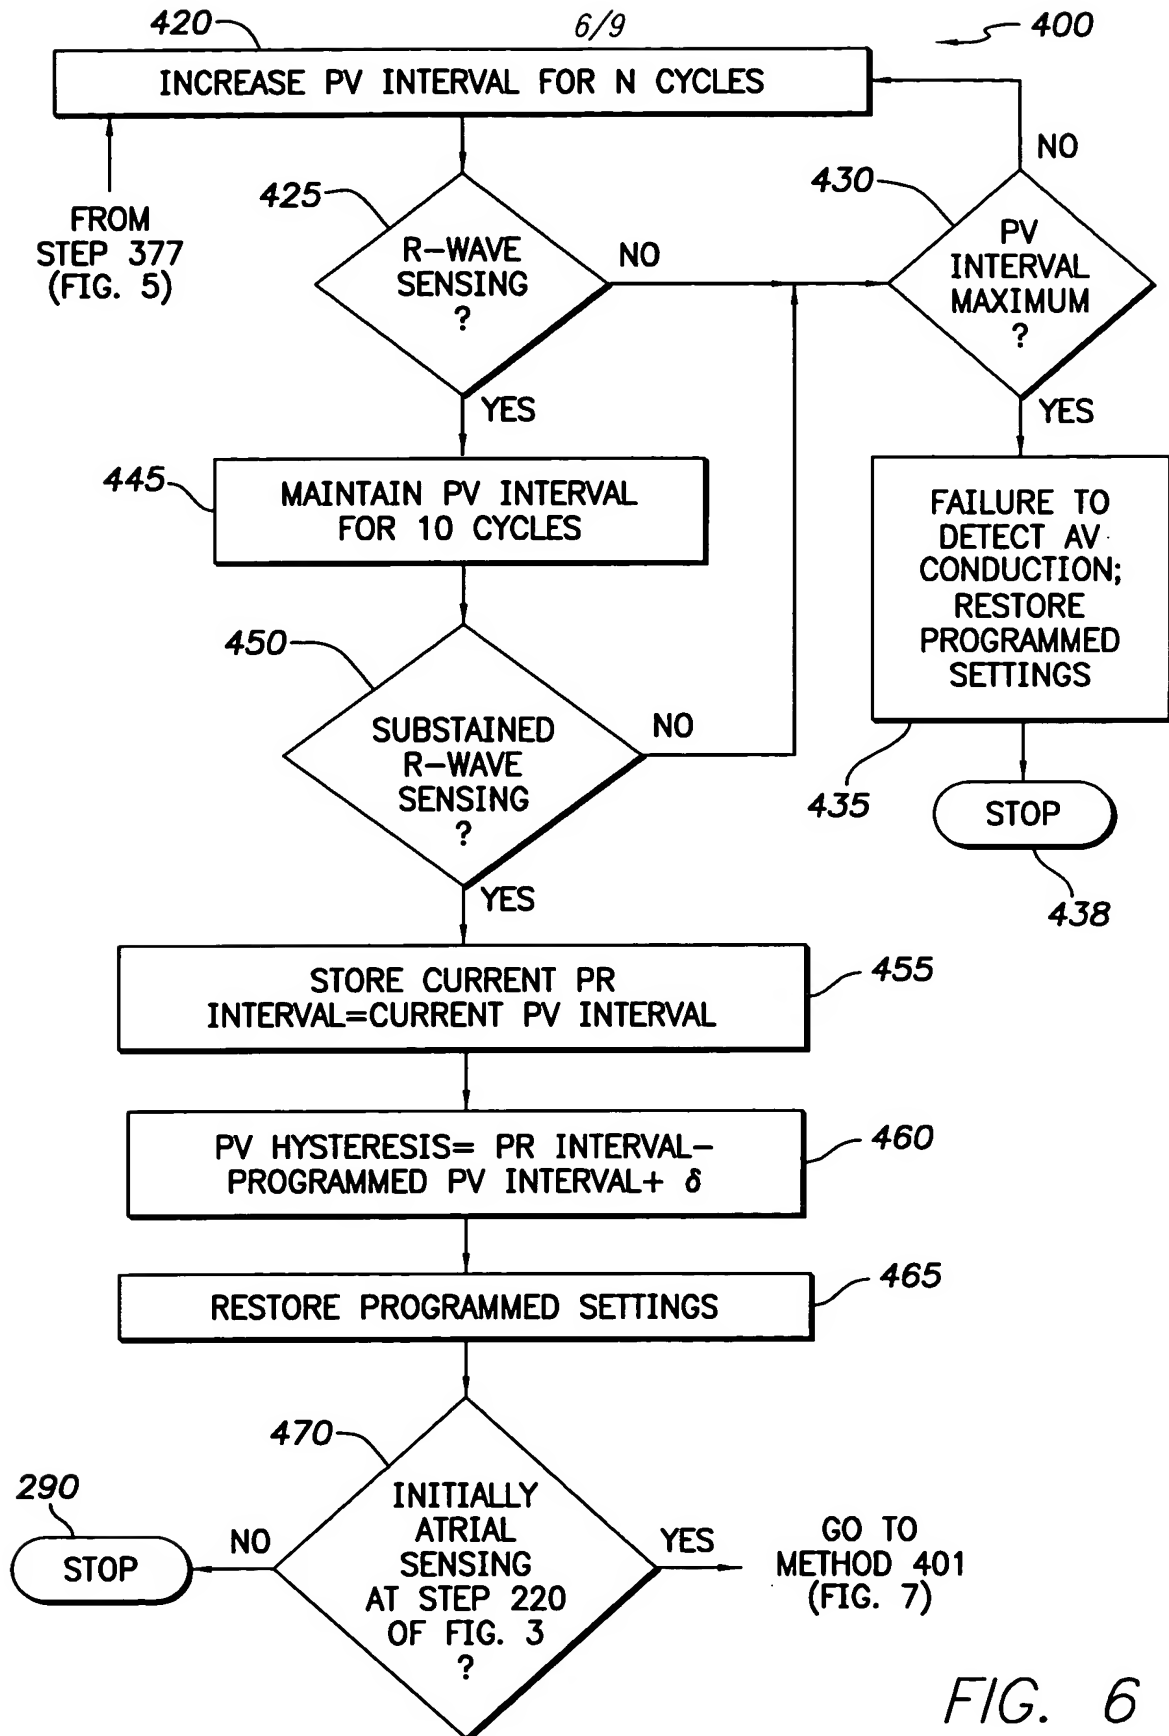 420
6/9
400
INCREASE PV INTERVAL FOR N CYCLES
NO
FROM
STEP 377
(FIG. 5)
425
R-WAVE
SENSING
?
NO
430
PV
INTERVAL
MAXIMUM
?
YES
YES
445
MAINTAIN PV INTERVAL
FOR 10 CYCLES
FAILURE TO
DETECT AV
CONDUCTION;
RESTORE
PROGRAMMED
SETTINGS
450
SUBSTAINED
R-WAVE
SENSING
?
NO
435
STOP
438
YES
STORE CURRENT PR
INTERVAL=CURRENT PV INTERVAL
455
PV HYSTERESIS= PR INTERVAL-
PROGRAMMED PV INTERVAL+ δ
460
RESTORE PROGRAMMED SETTINGS
465
470
INITIALLY
ATRIAL
SENSING
AT STEP 220
OF FIG. 3
?
290
STOP
NO
YES
GO TO
METHOD 401
(FIG. 7)
FIG. 6